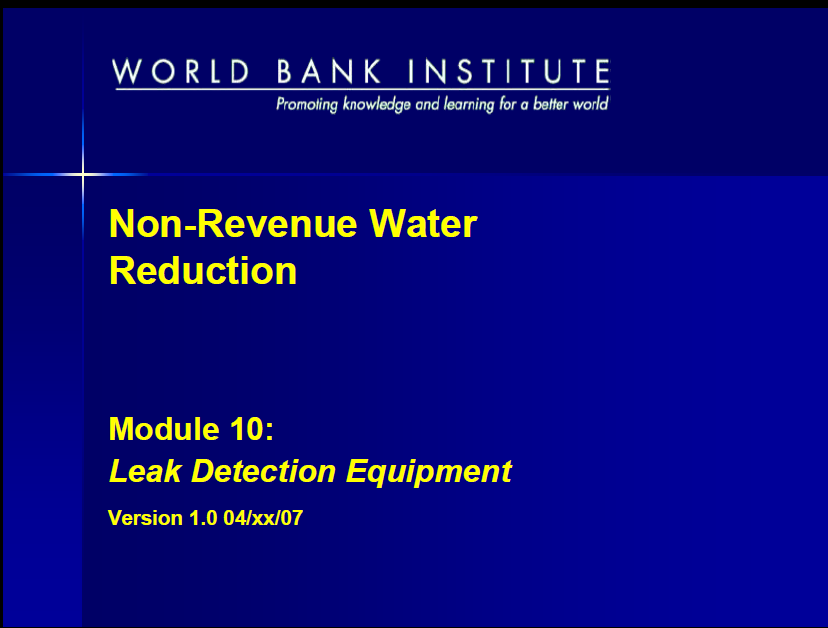 WORLD BANK INSTITUTE
Promoting knowledge and learning for a better world
Non-Revenue Water
Reduction
Module 10:
Leak Detection Equipment
Version 1.0 04/xx/07